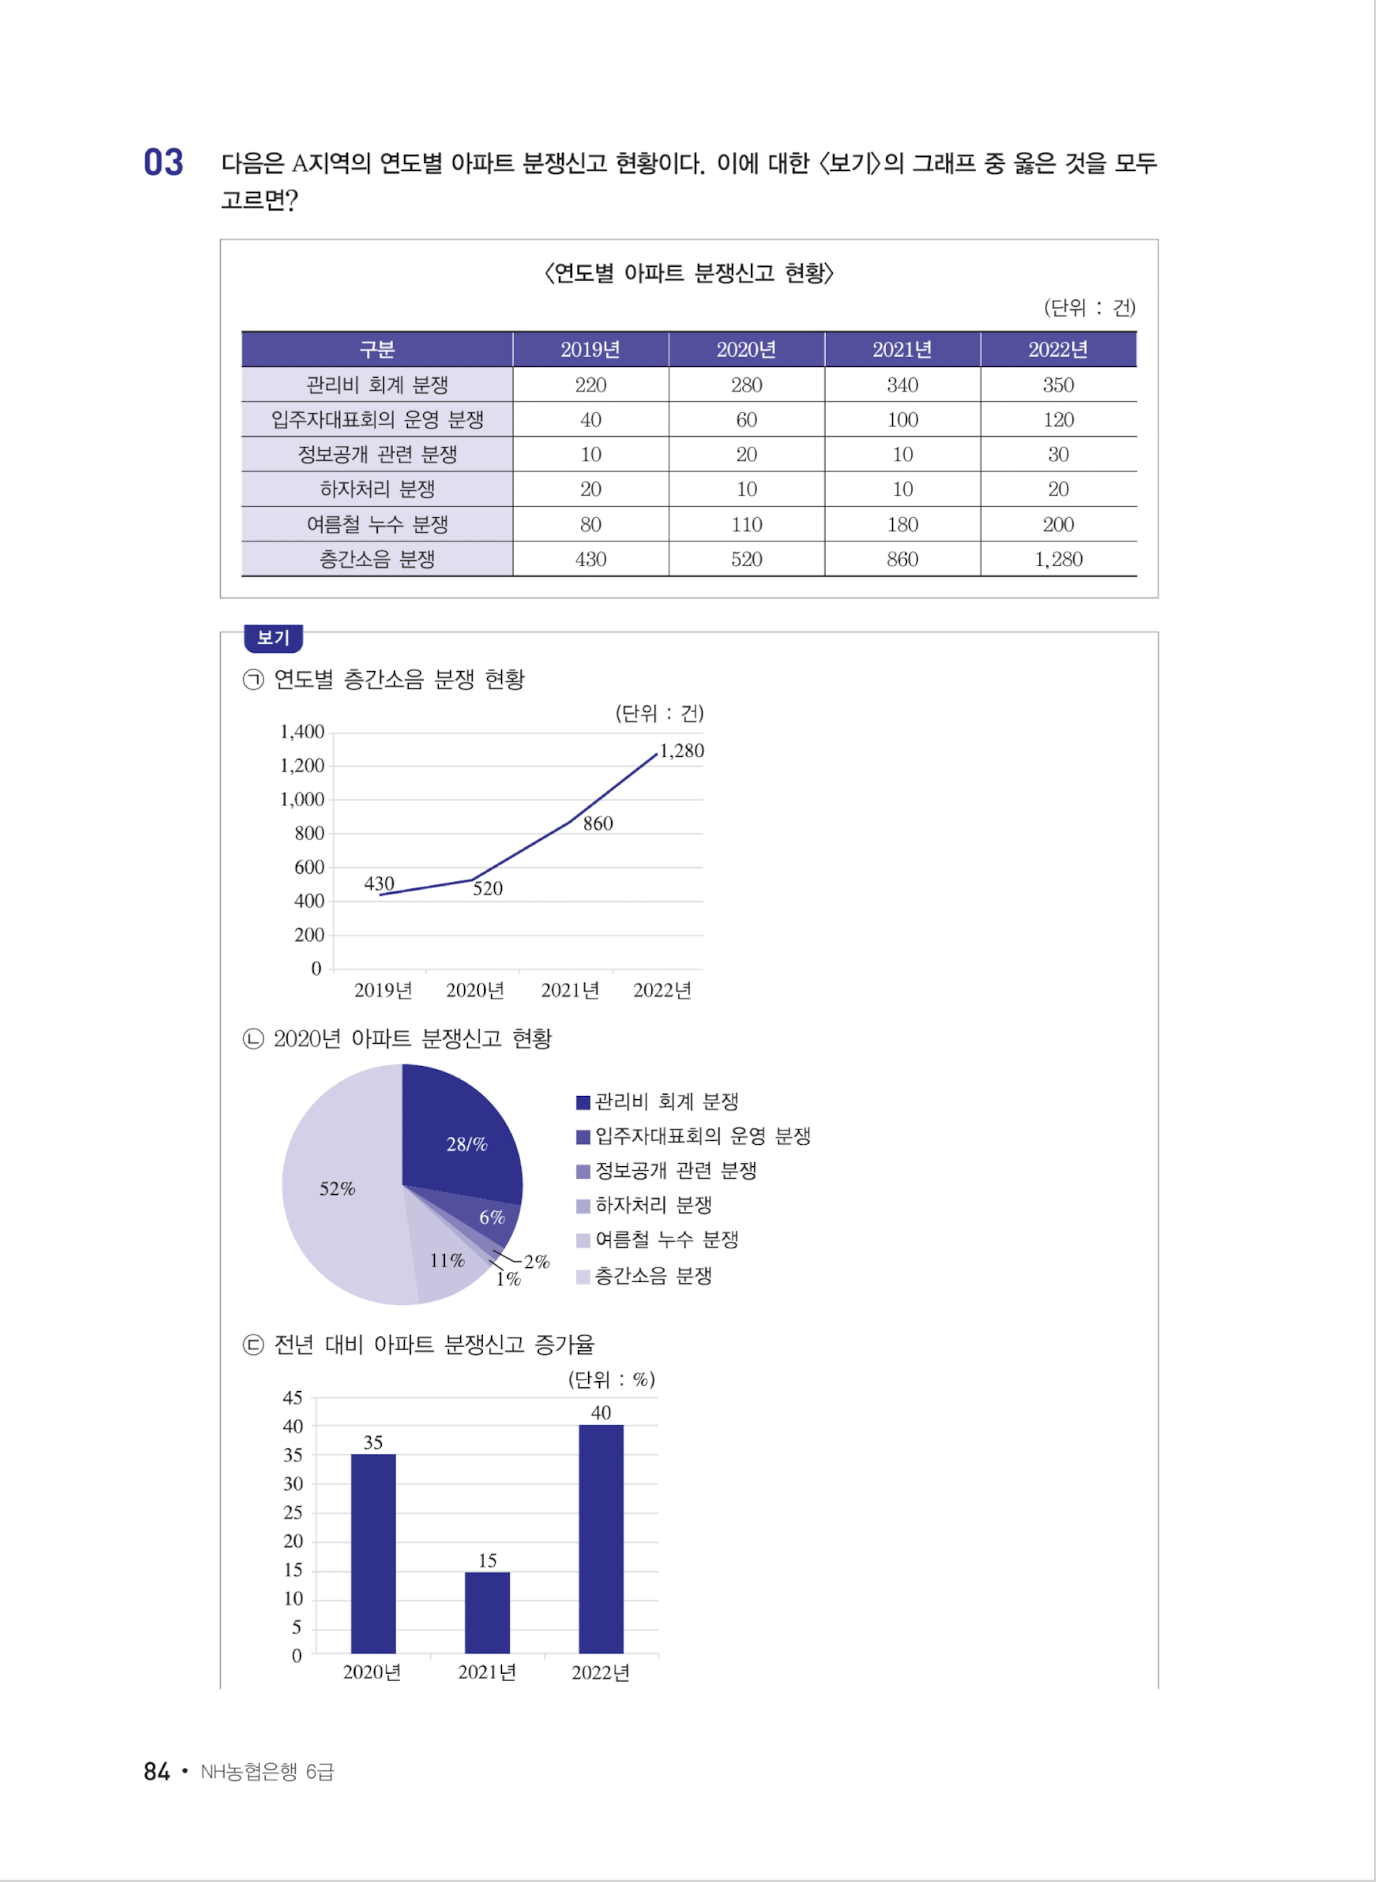 03 다음은 A지역의 연도별 아파트 분쟁신고 현황이다. 이에 대한 〈보기〉의 그래프 중 옳은 것을 모두
고르면?
〈연도별 아파트 분쟁신고 현황〉
(단위 : 건)
구분 2019년 2020년 2021년 2022년
관리비 회계 분쟁 220 280 340 350
입주자대표회의 운영 분쟁 40 60 100 120
정보공개 관련 분쟁 10 20 10 30
하자처리 분쟁 20 10 10 20
여름철 누수 분쟁 80 110 180 200
층간소음 분쟁 430 520 860 1,280
보기
㉠ 연도별 층간소음 분쟁 현황
(단위 : 건)
1,400
1,280
1,200
1,000
860
800
600
430
520
400
200
0
2019년 2020년 2021년 2022년
㉡ 2020년 아파트 분쟁신고 현황
28/%
6%
2%
1%
11%
52%
관리비 회계 분쟁
입주자대표회의 운영 분쟁
정보공개 관련 분쟁
하자처리 분쟁
여름철 누수 분쟁
층간소음 분쟁
㉢ 전년 대비 아파트 분쟁신고 증가율
(단위 : %)
45
40
35
30
25
20
15
10
5
0
35
15
40
2020년 2021년 2022년
84 • NH농협은행 6급